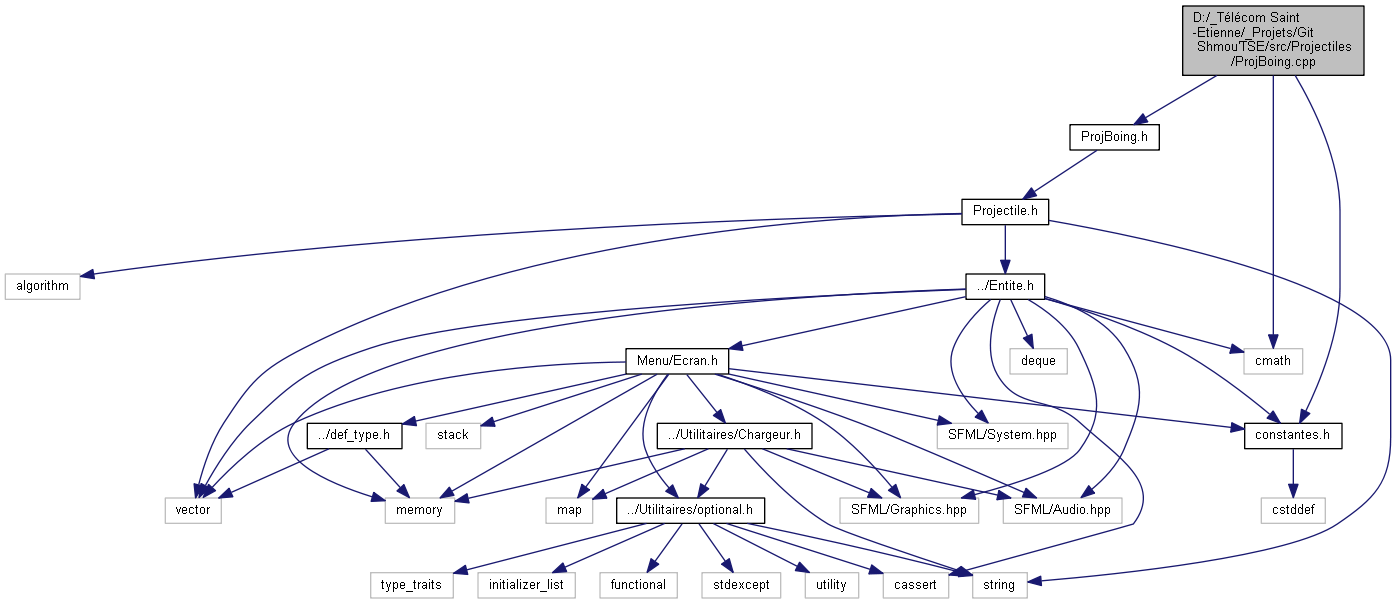 D:/_Télécom Saint
-Etienne/_Projets/Git
ShmouTSE/src/Projectiles
/ProjBoing.cpp
ProjBoing.h
Projectile.h
algorithm
../Entite.h
Menu/Ecran.h
deque
cmath
../def_type.h
stack
../Utilitaires/Chargeur.h
SFML/System.hpp
constantes.h
vector
memory
map
../Utilitaires/optional.h
SFML/Graphics.hpp
SFML/Audio.hpp
cstddef
type_traits
initializer_list
functional
stdexcept
utility
cassert
string